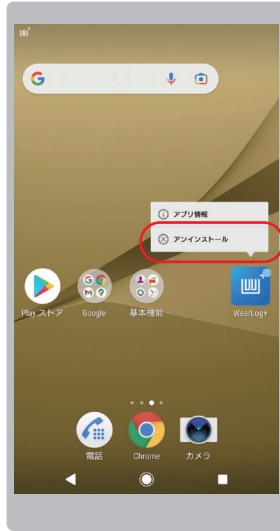 アプリ情報
アンインストール
Play ストア
Google
基本機能
WearLog+
電話
Chrome
カメラ